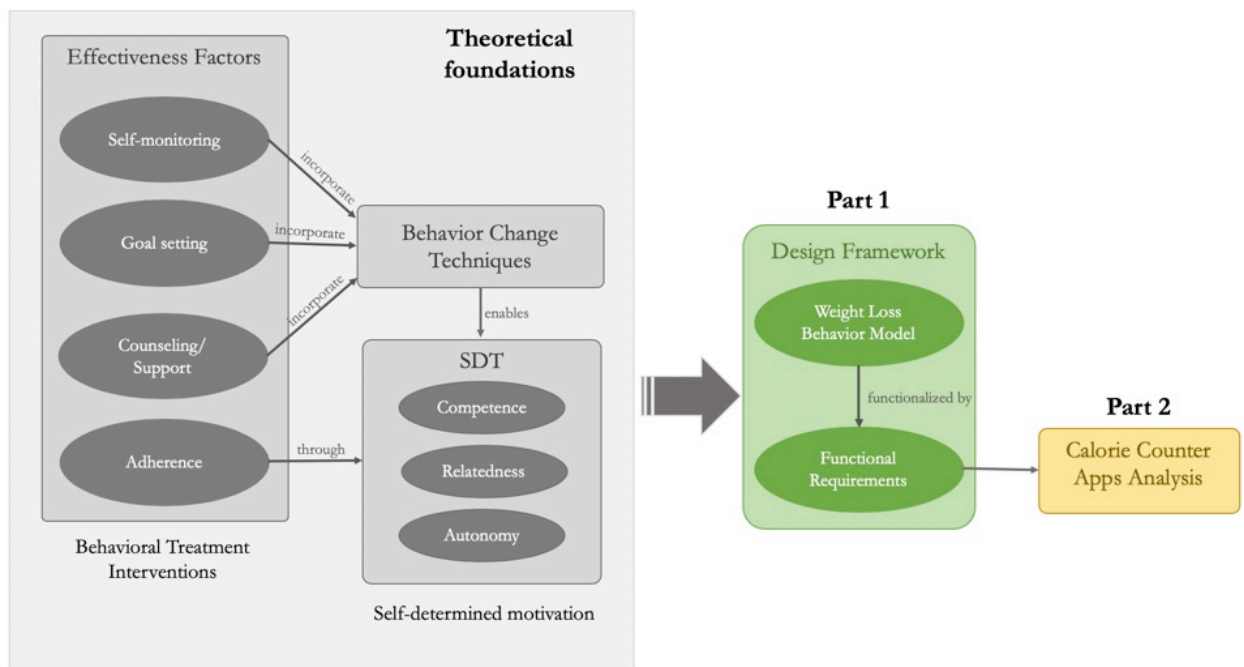 Theoretical
foundations
Effectiveness Factors
Self-monitoring
incorporate
Goal setting
incorporate
Behavior Change
Techniques
Counseling/
Support
incorporate
enables
SDT
Competence
Adherence
through
Relatedness
Autonomy
Behavioral Treatment
Interventions
Self-determined motivation
Part 1
Design Framework
Weight Loss
Behavior Model
functionalized by
Functional
Requirements
Part 2
Calorie Counter
Apps Analysis